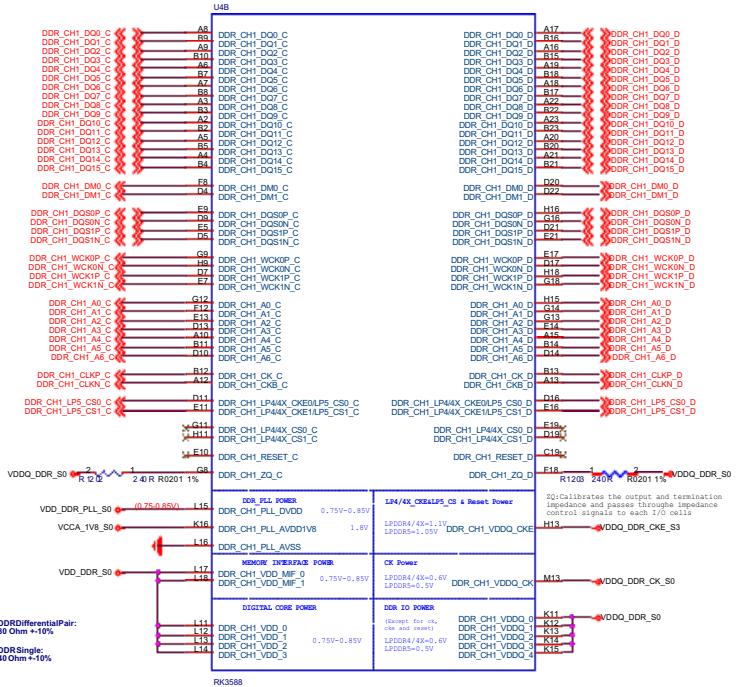 U4B
DDR_CH1_DQ0_C A8 DDR_CH1_DQ0_C DDR_CH1_DQ0_D A17 DDR_CH1_DQ0_D
DDR_CH1_DQ1_C B9 DDR_CH1_DQ1_C DDR_CH1_DQ1_D B16 DDR_CH1_DQ1_D
DDR_CH1_DQ2_C A9 DDR_CH1_DQ2_C DDR_CH1_DQ2_D A16 DDR_CH1_DQ2_D
DDR_CH1_DQ3_C B10 DDR_CH1_DQ3_C DDR_CH1_DQ3_D B15 DDR_CH1_DQ3_D
DDR_CH1_DQ4_C A6 DDR_CH1_DQ4_C DDR_CH1_DQ4_D A19 DDR_CH1_DQ4_D
DDR_CH1_DQ5_C B7 DDR_CH1_DQ5_C DDR_CH1_DQ5_D B18 DDR_CH1_DQ5_D
DDR_CH1_DQ6_C A7 DDR_CH1_DQ6_C DDR_CH1_DQ6_D A18 DDR_CH1_DQ6_D
DDR_CH1_DQ7_C B8 DDR_CH1_DQ7_C DDR_CH1_DQ7_D B17 DDR_CH1_DQ7_D
DDR_CH1_DQ8_C A3 DDR_CH1_DQ8_C DDR_CH1_DQ8_D A22 DDR_CH1_DQ8_D
DDR_CH1_DQ9_C B3 DDR_CH1_DQ9_C DDR_CH1_DQ9_D B22 DDR_CH1_DQ9_D
DDR_CH1_DQ10_C A2 DDR_CH1_DQ10_C DDR_CH1_DQ10_D A23 DDR_CH1_DQ10_D
DDR_CH1_DQ11_C B2 DDR_CH1_DQ11_C DDR_CH1_DQ11_D B23 DDR_CH1_DQ11_D
DDR_CH1_DQ12_C A5 DDR_CH1_DQ12_C DDR_CH1_DQ12_D A20 DDR_CH1_DQ12_D
DDR_CH1_DQ13_C B5 DDR_CH1_DQ13_C DDR_CH1_DQ13_D B20 DDR_CH1_DQ13_D
DDR_CH1_DQ14_C A4 DDR_CH1_DQ14_C DDR_CH1_DQ14_D A21 DDR_CH1_DQ14_D
DDR_CH1_DQ15_C B4 DDR_CH1_DQ15_C DDR_CH1_DQ15_D B21 DDR_CH1_DQ15_D
DDR_CH1_DM0_C F8 DDR_CH1_DM0_C DDR_CH1_DM0_D D20 DDR_CH1_DM0_D
DDR_CH1_DM1_C D4 DDR_CH1_DM1_C DDR_CH1_DM1_D D22 DDR_CH1_DM1_D
DDR_CH1_DQS0P_C E9 DDR_CH1_DQS0P_C DDR_CH1_DQS0P_D H16 DDR_CH1_DQS0P_D
DDR_CH1_DQS0N_C D9 DDR_CH1_DQS0N_C DDR_CH1_DQS0N_D G16 DDR_CH1_DQS0N_D
DDR_CH1_DQS1P_C E5 DDR_CH1_DQS1P_C DDR_CH1_DQS1P_D D21 DDR_CH1_DQS1P_D
DDR_CH1_DQS1N_C D5 DDR_CH1_DQS1N_C DDR_CH1_DQS1N_D E21 DDR_CH1_DQS1N_D
DDR_CH1_WCK0P_C G9 DDR_CH1_WCK0P_C DDR_CH1_WCK0P_D E17 DDR_CH1_WCK0P_D
DDR_CH1_WCK0N_C H9 DDR_CH1_WCK0N_C DDR_CH1_WCK0N_D D17 DDR_CH1_WCK0N_D
DDR_CH1_WCK1P_C D7 DDR_CH1_WCK1P_C DDR_CH1_WCK1P_D H18 DDR_CH1_WCK1P_D
DDR_CH1_WCK1N_C E7 DDR_CH1_WCK1N_C DDR_CH1_WCK1N_D G18 DDR_CH1_WCK1N_D
DDR_CH1_A0_C G12 DDR_CH1_A0_C DDR_CH1_A0_D H15 DDR_CH1_A0_D
DDR_CH1_A1_C F12 DDR_CH1_A1_C DDR_CH1_A1_D G14 DDR_CH1_A1_D
DDR_CH1_A2_C E13 DDR_CH1_A2_C DDR_CH1_A2_D G13 DDR_CH1_A2_D
DDR_CH1_A3_C D13 DDR_CH1_A3_C DDR_CH1_A3_D E14 DDR_CH1_A3_D
DDR_CH1_A4_C A10 DDR_CH1_A4_C DDR_CH1_A4_D A15 DDR_CH1_A4_D
DDR_CH1_A5_C B11 DDR_CH1_A5_C DDR_CH1_A5_D B14 DDR_CH1_A5_D
DDR_CH1_A6_C D10 DDR_CH1_A6_C DDR_CH1_A6_D D14 DDR_CH1_A6_D
DDR_CH1_CLKP_C B12 DDR_CH1_CK_C DDR_CH1_CK_D B13 DDR_CH1_CLKP_D
DDR_CH1_CLKN_C A12 DDR_CH1_CKB_C DDR_CH1_CKB_D A13 DDR_CH1_CLKN_D
DDR_CH1_LP5_CS0_C D11 DDR_CH1_LP4/4X_CKE0/LP5_CS0_C DDR_CH1_LP4/4X_CKE0/LP5_CS0_D D16 DDR_CH1_LP5_CS0_D
DDR_CH1_LP5_CS1_C E11 DDR_CH1_LP4/4X_CKE1/LP5_CS1_C DDR_CH1_LP4/4X_CKE1/LP5_CS1_D E16 DDR_CH1_LP5_CS1_D
G11 DDR_CH1_LP4/4X_CS0_C DDR_CH1_LP4/4X_CS0_D E19
H11 DDR_CH1_LP4/4X_CS1_C DDR_CH1_LP4/4X_CS1_D D19
E10 DDR_CH1_RESET_C DDR_CH1_RESET_D C19
VDDQ_DDR_S0 2 1 G8 DDR_CH1_ZQ_C DDR_CH1_ZQ_D F18 1 2 VDDQ_DDR_S0
R1202 240R R0201 1% R1203 240R R0201 1%
ZQ:Calibrates the output and termination
impedance and passes throughe impedance
control signals to each I/O cells
DDR_PLL POWER LP4/4X_CKE&LP5_CS & Reset Power
VDD_DDR_PLL_S0 (0.75-0.85V) L15 DDR_CH1_PLL_DVDD 0.75V-0.85V
VCCA_1V8_S0 K16 DDR_CH1_PLL_AVDD1V8 1.8V
LPDDR4/4X=1.1V
LPDDR5=1.05V DDR_CH1_VDDQ_CKE H13 VDDQ_DDR_CKE_S3
L16 DDR_CH1_PLL_AVSS
MEMORY INTERFACE POWER CK Power
VDD_DDR_S0 L17 DDR_CH1_VDD_MIF_0
L18 DDR_CH1_VDD_MIF_1 0.75V-0.85V
LPDDR4/4X=0.6V
LPDDR5=0.5V DDR_CH1_VDDQ_CK M13 VDDQ_DDR_CK_S0
DIGITAL CORE POWER DDR IO POWER
(Except for ck,
cke and reset)
LPDDR4/4X=0.6V
LPDDR5=0.5V
L11 DDR_CH1_VDD_0 DDR_CH1_VDDQ_0 K11 VDDQ_DDR_S0
L12 DDR_CH1_VDD_1 DDR_CH1_VDDQ_1 K12
L13 DDR_CH1_VDD_2 0.75V-0.85V DDR_CH1_VDDQ_2 K13
L14 DDR_CH1_VDD_3 DDR_CH1_VDDQ_3 K14
DDR_CH1_VDDQ_4 K15
DDRDifferentialPair:
80 Ohm +-10%
DDRSingle:
40Ohm +-10%
RK3588